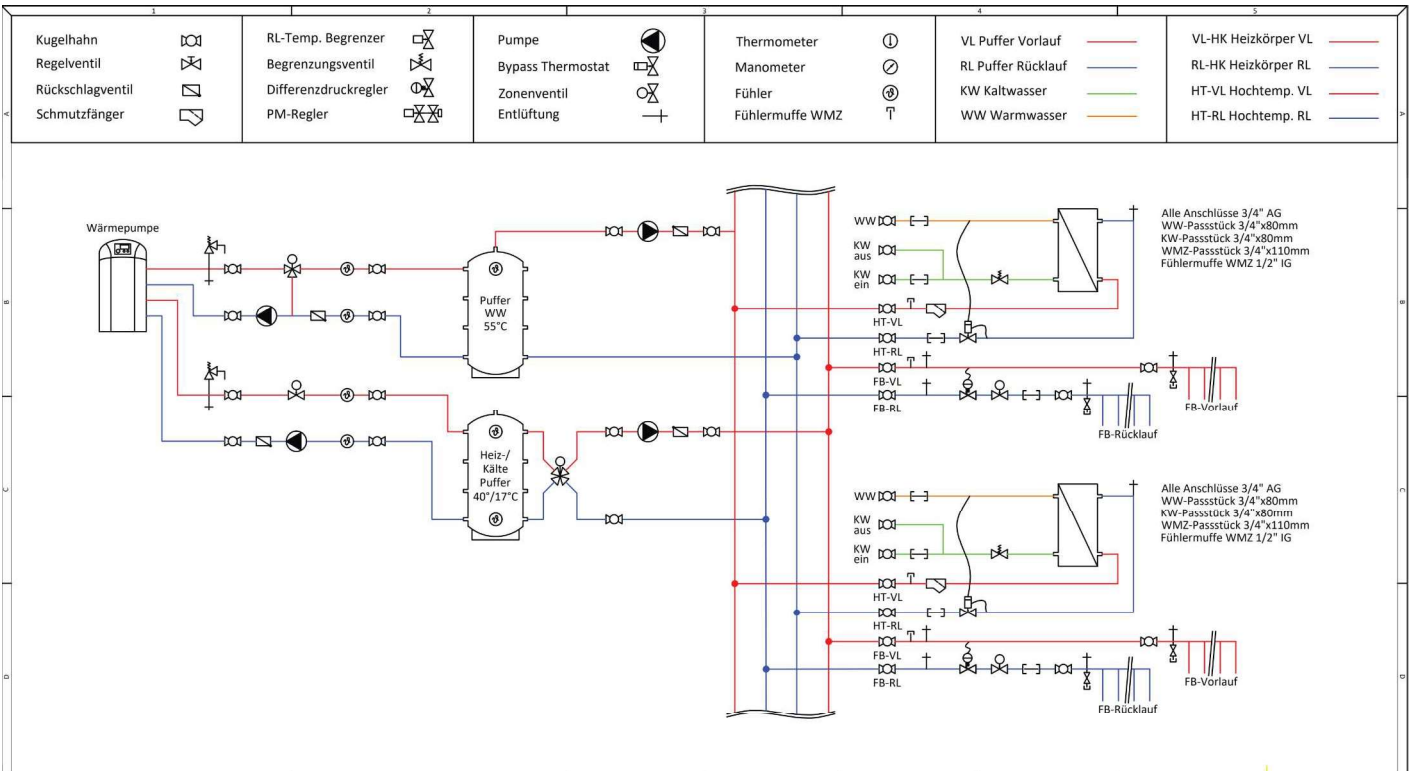 1 2 3 4 5
Kugelhahn
Regelventil
Rückschlagventil
Schmutzfänger
RL-Temp. Begrenzer
Begrenzungsventil
Differenzdruckregler
PM-Regler
Pumpe
Bypass Thermostat
Zonenventil
Entlüftung
Thermometer
Manometer
Fühler
Fühlermuffe WMZ
VL Puffer Vorlauf
RL Puffer Rücklauf
KW Kaltwasser
WW Warmwasser
VL-HK Heizkörper VL
RL-HK Heizkörper RL
HT-VL Hochtemp. VL
HT-RL Hochtemp. RL
A A
B B
C C
D D
Wärmepumpe
Puffer
WW
55°C
Heiz-/
Kälte
Puffer
40°/17°C
WW
KW
aus
KW
ein
HT-VL
HT-RL
FB-VL
FB-RL
FB-Vorlauf
FB-Rücklauf
Alle Anschlüsse 3/4" AG
WW-Passstück 3/4"x80mm
KW-Passstück 3/4"x80mm
WMZ-Passstück 3/4"x110mm
Fühlermuffe WMZ 1/2" IG
WW
KW
aus
KW
ein
HT-VL
HT-RL
FB-VL
FB-RL
FB-Vorlauf
FB-Rücklauf
Alle Anschlüsse 3/4" AG
WW-Passstück 3/4"x80mm
KW-Passstück 3/4"x80mm
WMZ-Passstück 3/4"x110mm
Fühlermuffe WMZ 1/2" IG